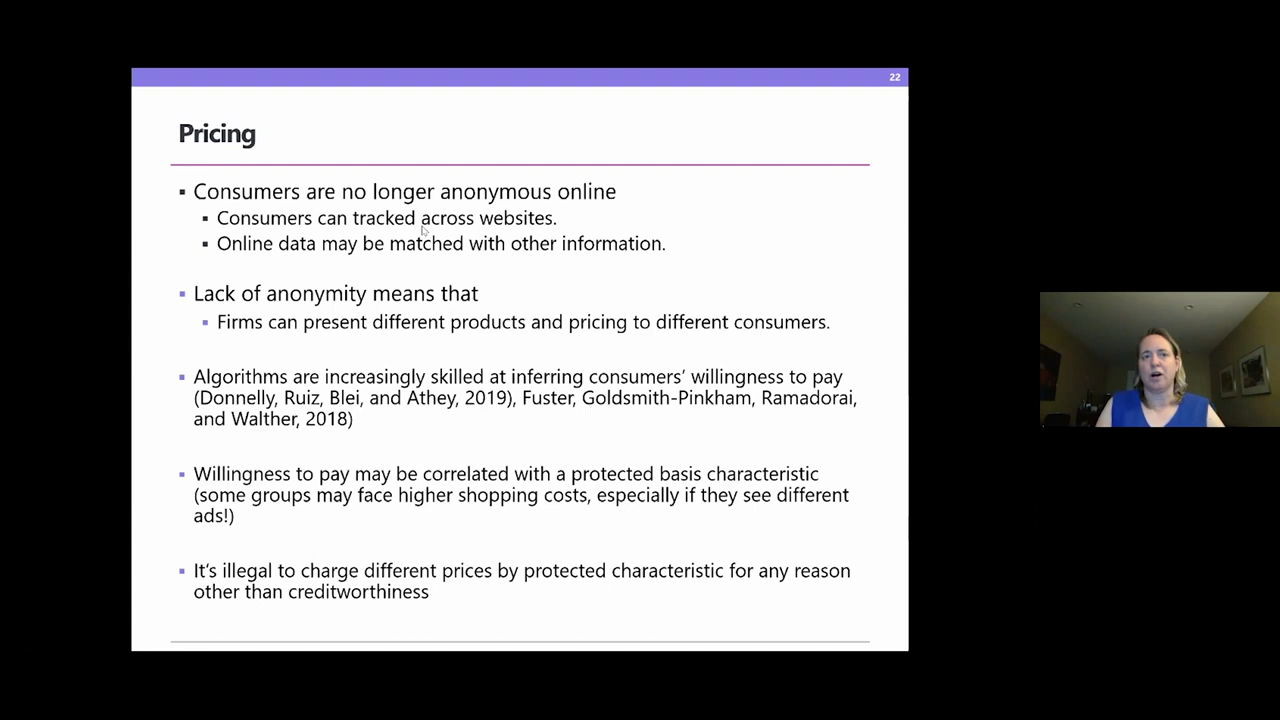 22
Pricing
▪ Consumers are no longer anonymous online
▪ Consumers can tracked across websites.
▪ Online data may be matched with other information.
▪ Lack of anonymity means that
▪ Firms can present different products and pricing to different consumers.
▪ Algorithms are increasingly skilled at inferring consumers’ willingness to pay
(Donnelly, Ruiz, Blei, and Athey, 2019), Fuster, Goldsmith-Pinkham, Ramadorai,
and Walther, 2018)
▪ Willingness to pay may be correlated with a protected basis characteristic
(some groups may face higher shopping costs, especially if they see different
ads!)
▪ It’s illegal to charge different prices by protected characteristic for any reason
other than creditworthiness